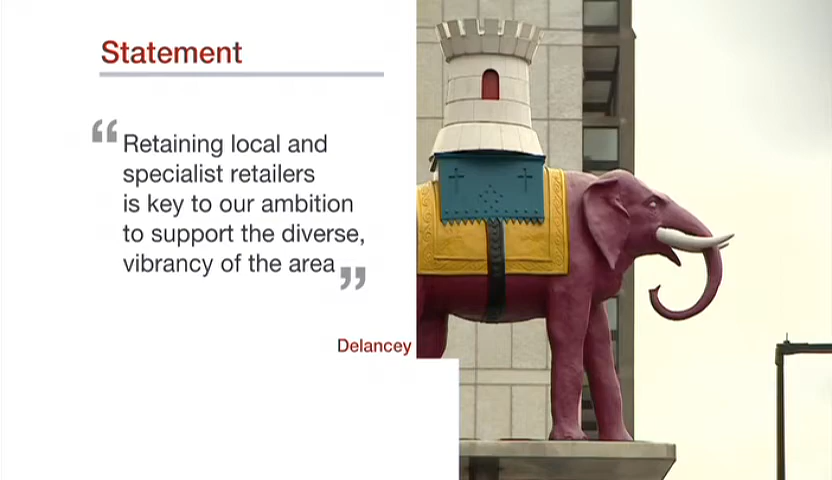 Statement
“ Retaining local and
specialist retailers
is key to our ambition
to support the diverse,
vibrancy of the area ”
Delancey